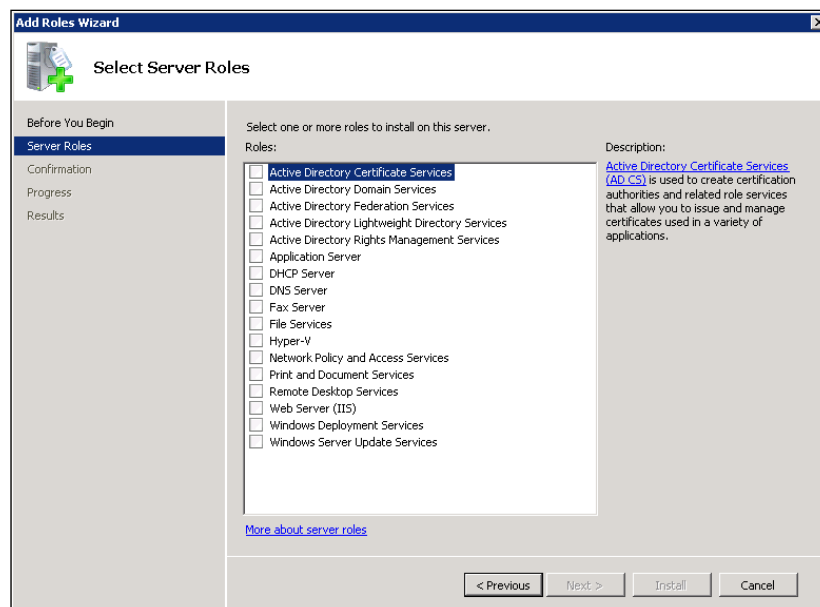 Add Roles Wizard
Select Server Roles
Before You Begin
Server Roles
Confirmation
Progress
Results
Select one or more roles to install on this server.
Roles:
Active Directory Certificate Services
Active Directory Domain Services
Active Directory Federation Services
Active Directory Lightweight Directory Services
Active Directory Rights Management Services
Application Server
DHCP Server
DNS Server
Fax Server
File Services
Hyper-V
Network Policy and Access Services
Print and Document Services
Remote Desktop Services
Web Server (IIS)
Windows Deployment Services
Windows Server Update Services
More about server roles
Description:
Active Directory Certificate Services
(AD CS) is used to create certification
authorities and related role services
that allow you to issue and manage
certificates used in a variety of
applications.
< Previous
Next >
Install
Cancel